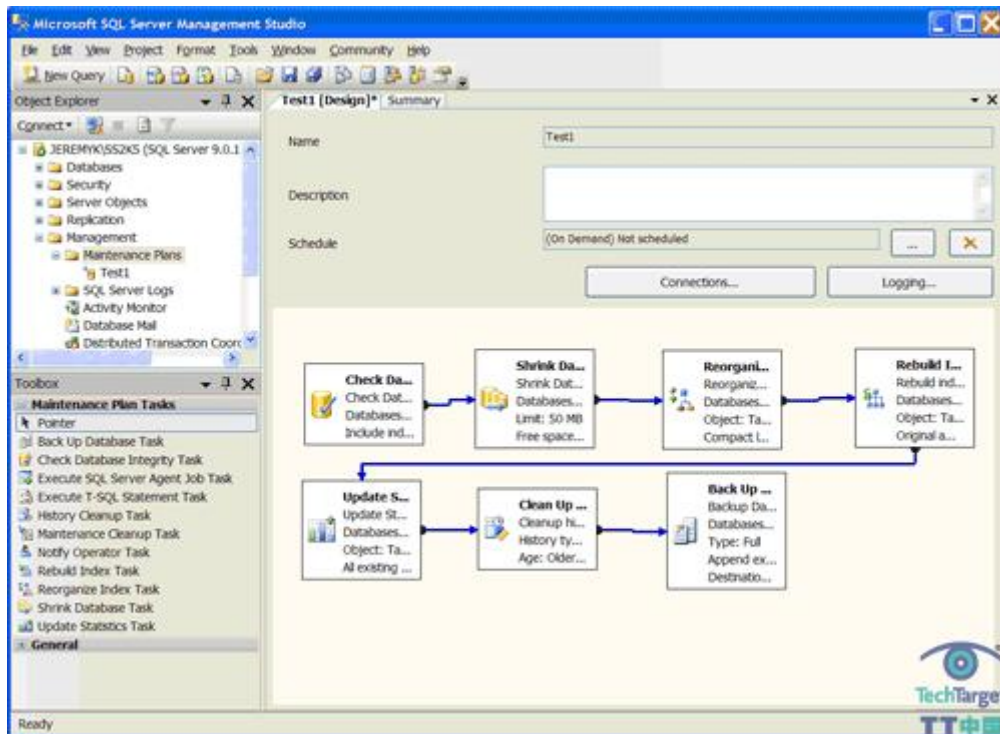 Microsoft SQL Server Management Studio
File Edit View Project Format Tools Window Community Help
New Query
Object Explorer
Connect
JEREMYK\SS2K5 (SQL Server 9.0.1
Databases
Security
Server Objects
Replication
Management
Maintenance Plans
Test1
SQL Server Logs
Activity Monitor
Database Mail
Distributed Transaction Coorc
Toolbox
Maintenance Plan Tasks
Pointer
Back Up Database Task
Check Database Integrity Task
Execute SQL Server Agent Job Task
Execute T-SQL Statement Task
History Cleanup Task
Maintenance Cleanup Task
Notify Operator Task
Rebuild Index Task
Reorganize Index Task
Shrink Database Task
Update Statistics Task
General
Test1 [Design]* Summary
Name
Test1
Description
Schedule
(On Demand) Not scheduled
...
Connections...
Logging...
Check Da...
Check Dat...
Databases...
Include ind...
Shrink Da...
Shrink Dat...
Databases...
Limit: 50 MB
Free space...
Reorgani...
Reorganiz...
Databases...
Object: Ta...
Compact l...
Rebuild I...
Rebuild ind...
Databases...
Object: Ta...
Original a...
Update S...
Update St...
Databases...
Object: Ta...
All existing ...
Clean Up ...
Cleanup hi...
History ty...
Age: Older...
Back Up ...
Backup Da...
Databases...
Type: Full
Append ex...
Destinatio...
TechTarge
TT中国
Ready